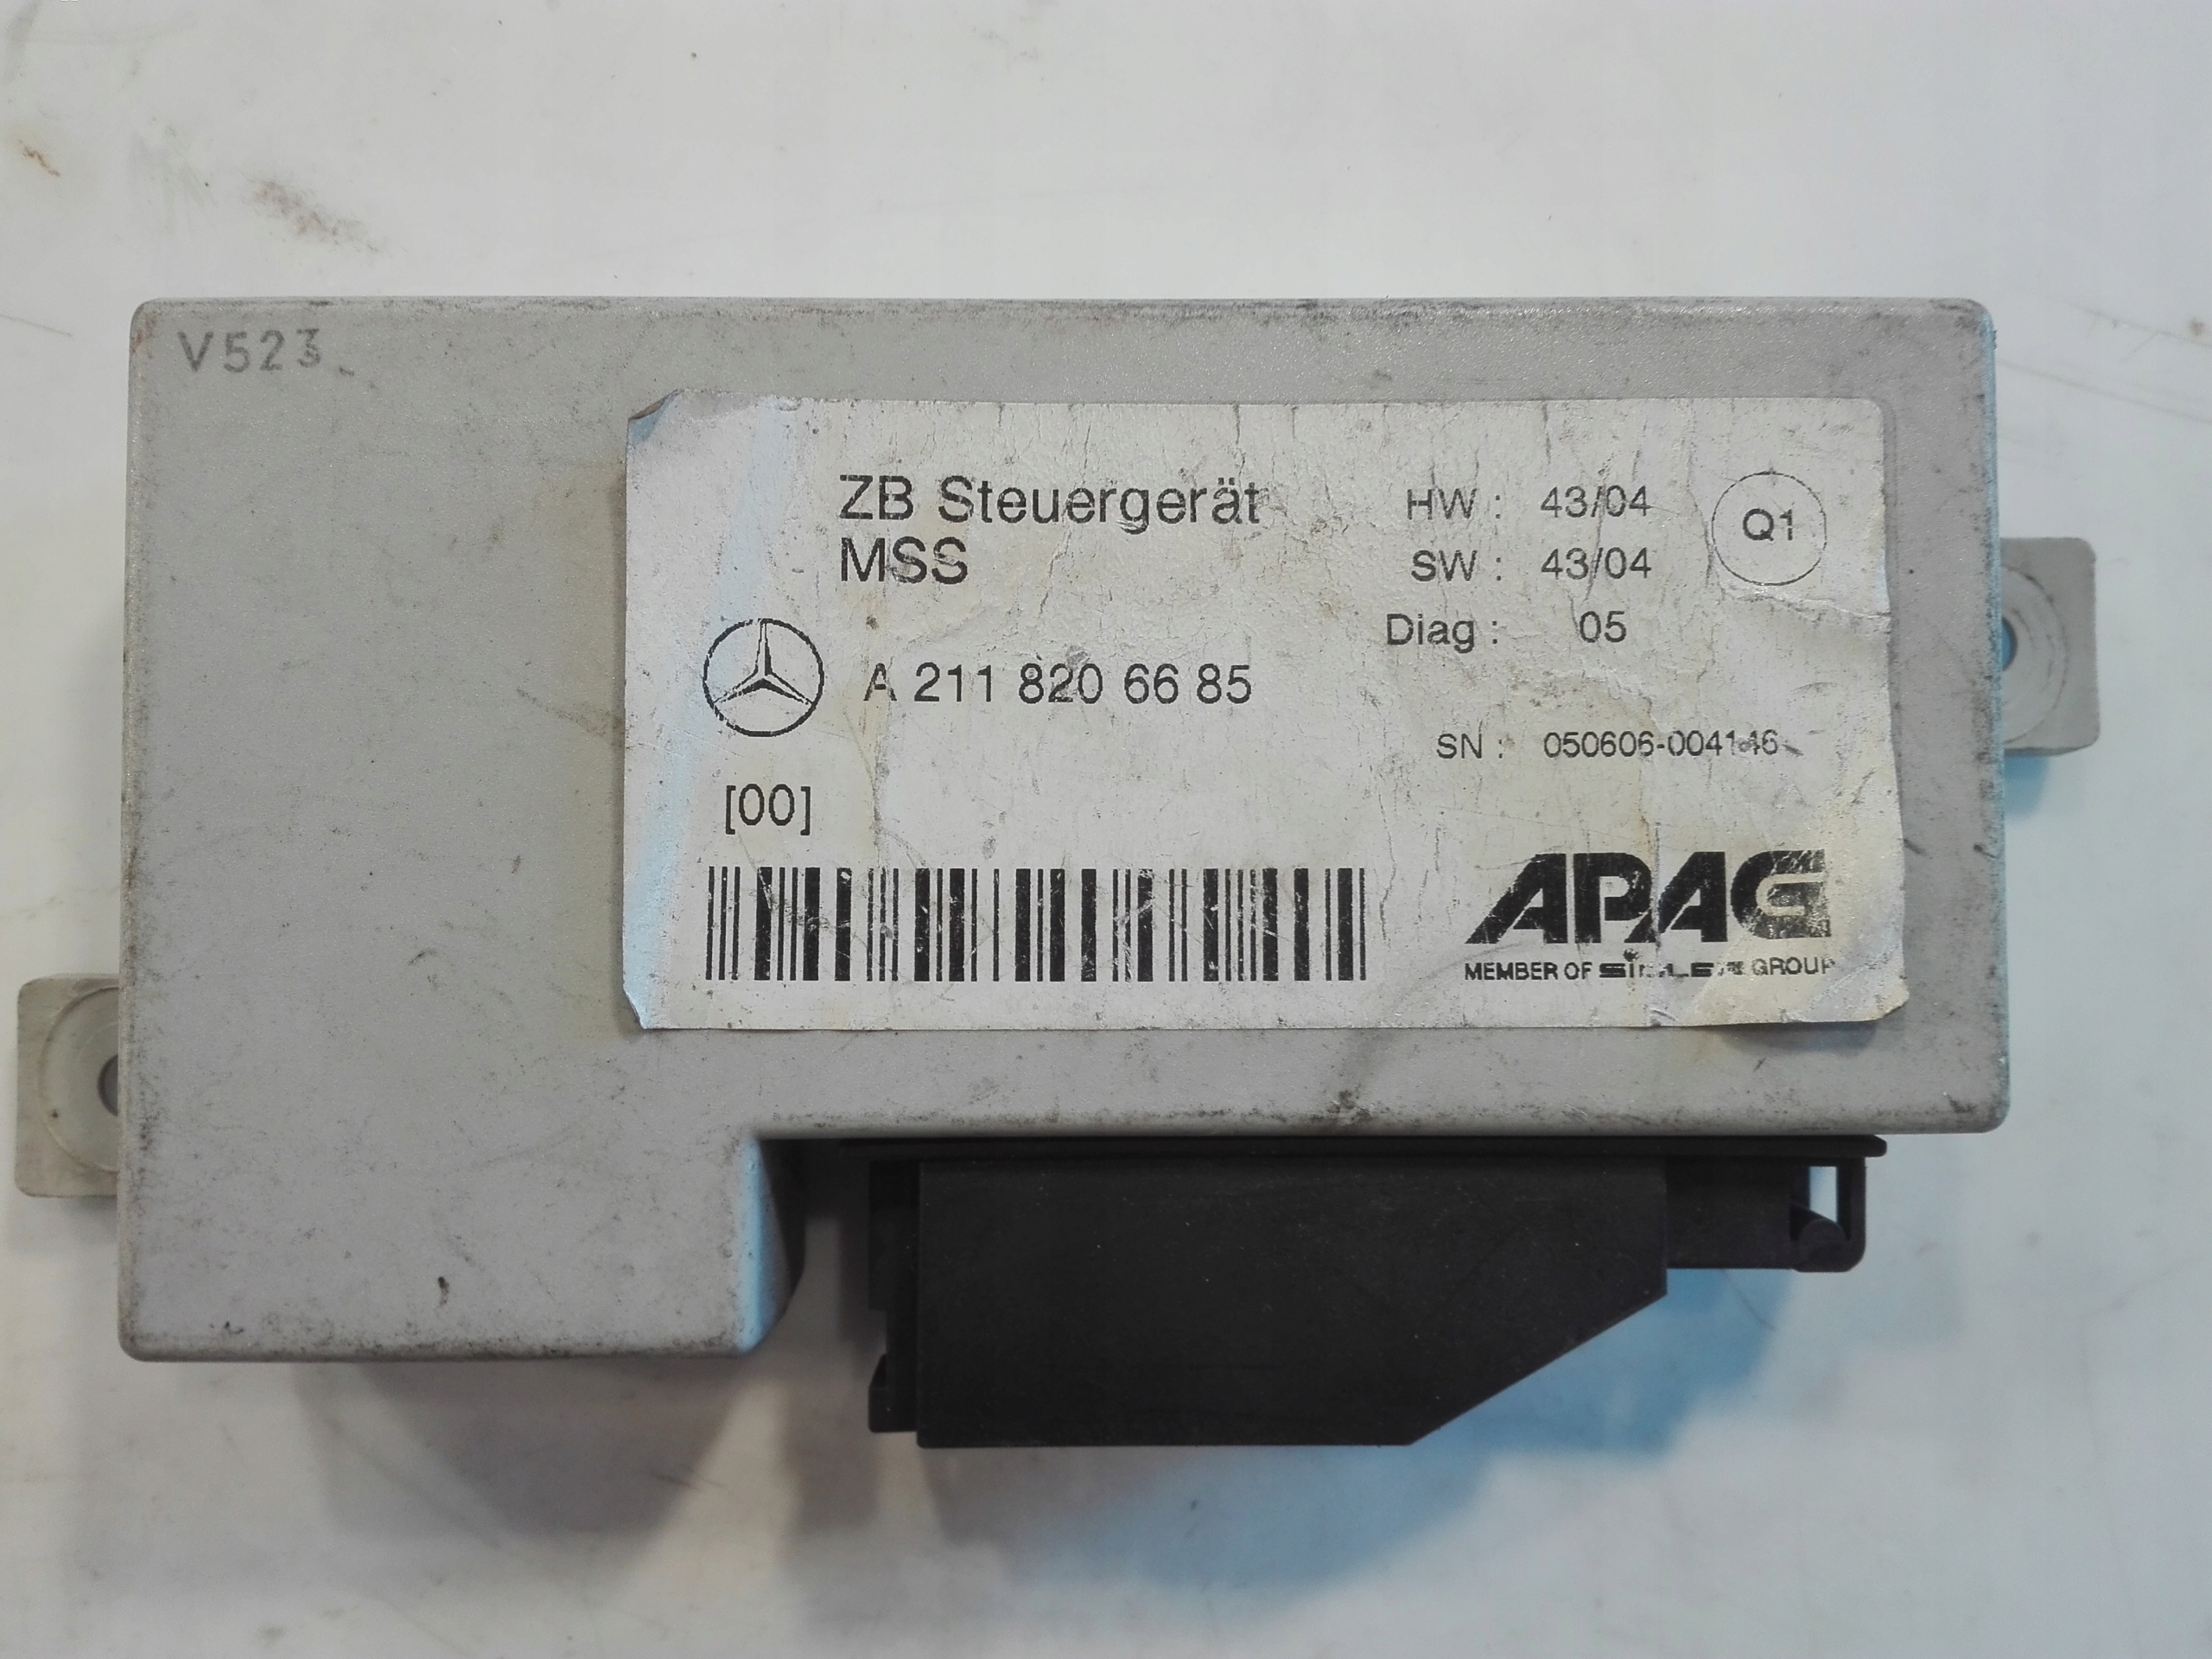 V523
ZB Steuergerät
MSS
HW : 43/04
SW : 43/04
Diag : 05
Q1
A 211 820 66 85
SN : 050606-004146
[00]
APAG
MEMBER OF GROUP